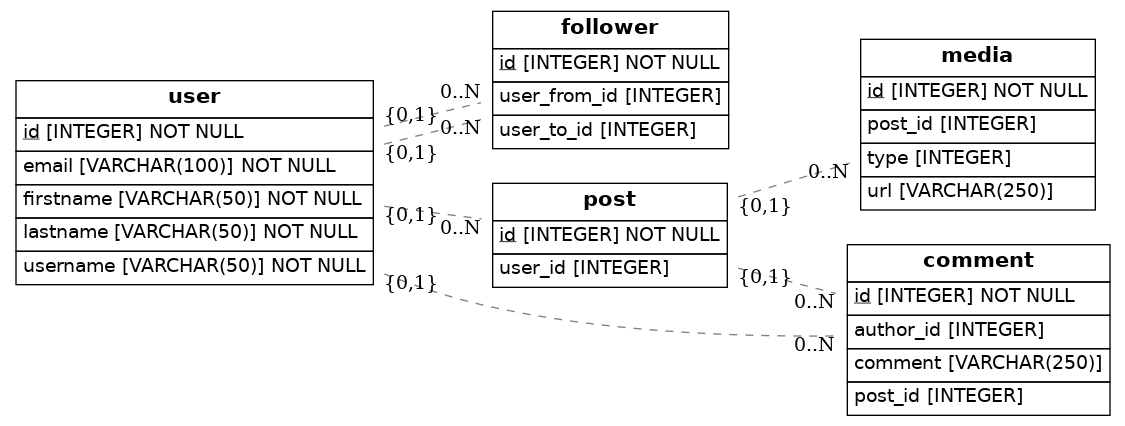 user
id [INTEGER] NOT NULL
email [VARCHAR(100)] NOT NULL
firstname [VARCHAR(50)] NOT NULL
lastname [VARCHAR(50)] NOT NULL
username [VARCHAR(50)] NOT NULL
follower
id [INTEGER] NOT NULL
user_from_id [INTEGER]
user_to_id [INTEGER]
post
id [INTEGER] NOT NULL
user_id [INTEGER]
media
id [INTEGER] NOT NULL
post_id [INTEGER]
type [INTEGER]
url [VARCHAR(250)]
comment
id [INTEGER] NOT NULL
author_id [INTEGER]
comment [VARCHAR(250)]
post_id [INTEGER]
0..N
{0,1}
0..N
{0,1}
{0,1}
0..N
{0,1}
0..N
0..N
{0,1}
{0,1}
0..N